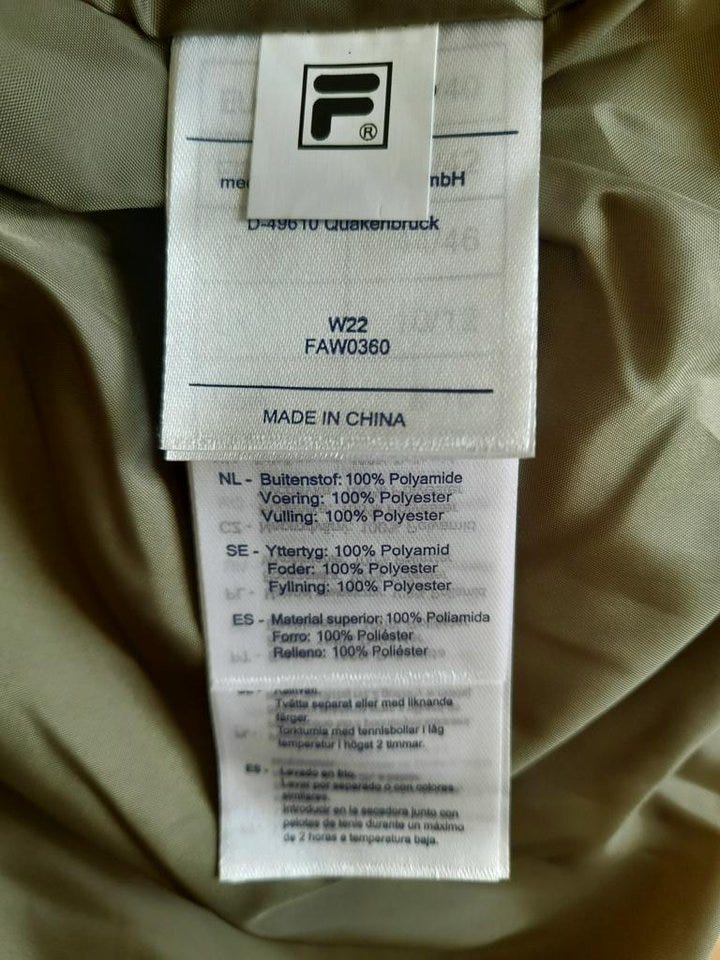 F®
mbH
D-49610 Quakenbrück
W22
FAW0360
MADE IN CHINA
NL - Buitenstof: 100% Polyamide
Voering: 100% Polyester
Vulling: 100% Polyester
SE - Yttertyg: 100% Polyamid
Foder: 100% Polyester
Fyllning: 100% Polyester
ES - Material superior: 100% Poliamida
Forro: 100% Poliéster
Relleno: 100% Poliéster
Tvätta separat eller med liknande
färger.
Torktumla med tennisbollar i låg
temperatur i högst 2 timmar.
ES - Lavado en frio.
Lavar por separado o con colores
similares.
Introducir en la secadora junto con
pelotas de tenis durante un máximo
de 2 horas a temperatura baja.